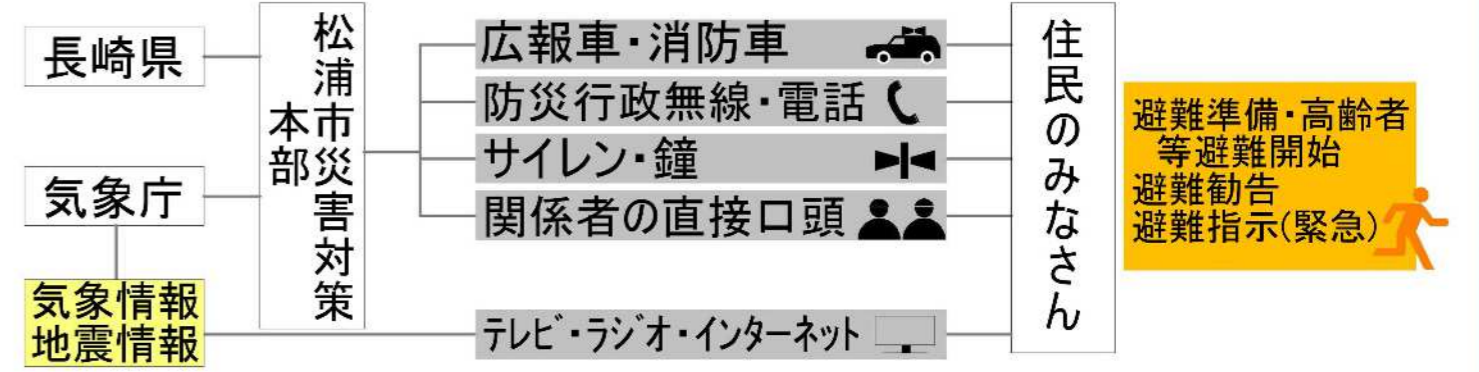 長崎県
気象庁
気象情報
地震情報
松浦市災害対策
本部
広報車・消防車
防災行政無線・電話
サイレン・鐘
関係者の直接口頭
テレビ・ラジオ・インターネット
住民のみなさん
避難準備・高齢者
等避難開始
避難勧告
避難指示(緊急)